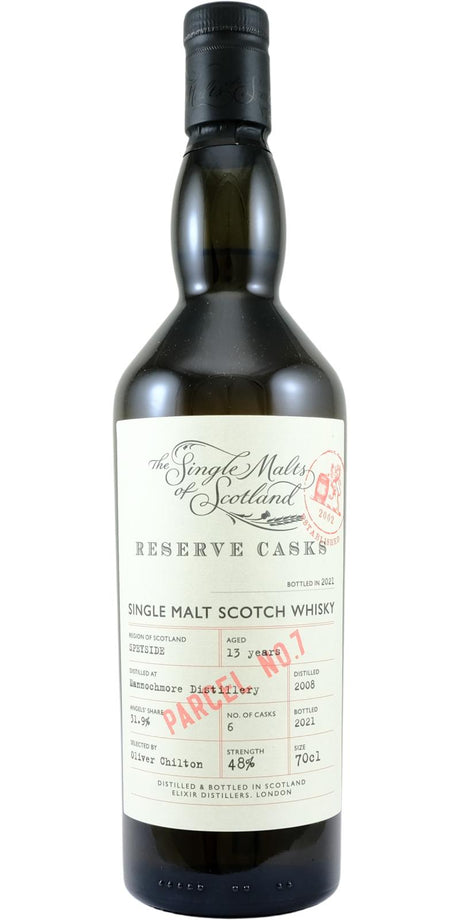 The Single Malts
of Scotland
2002
ESTABLISHED
RESERVE CASKS
BOTTLED IN 2021
SINGLE MALT SCOTCH WHISKY
REGION OF SCOTLAND
SPEYSIDE
AGED
13 years
PARCEL NO.7
DISTILLED AT
Mannochmore Distillery
DISTILLED
2008
ANGELS' SHARE
31.9%
NO. OF CASKS
6
BOTTLED
2021
SELECTED BY
Oliver Chilton
STRENGTH
48%
SIZE
70cl
DISTILLED & BOTTLED IN SCOTLAND
ELIXIR DISTILLERS, LONDON